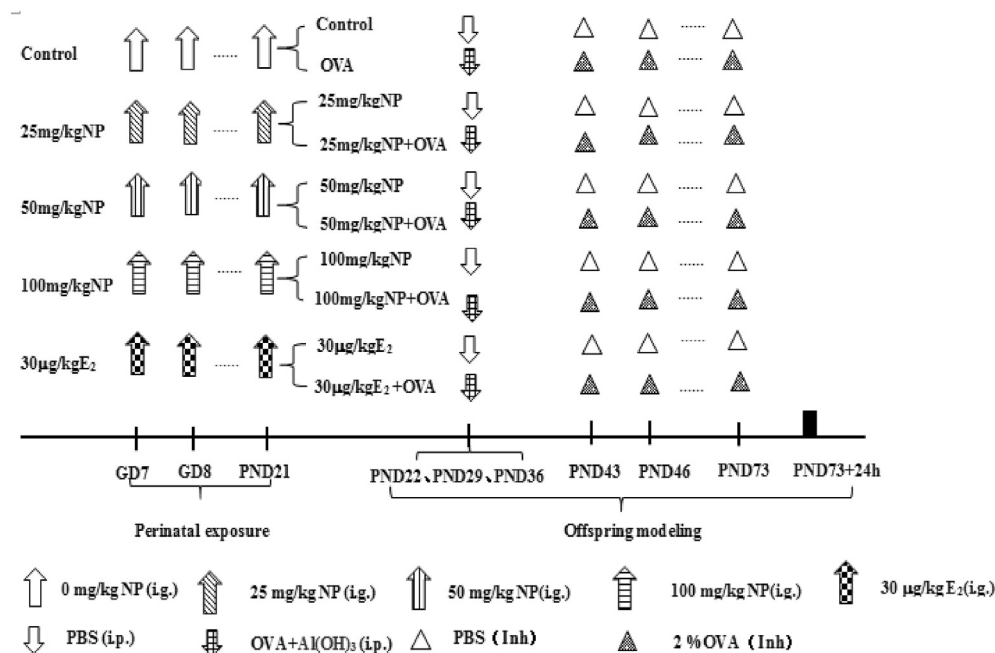 Control
Control
OVA
25mg/kgNP
25mg/kgNP
25mg/kgNP+OVA
50mg/kgNP
50mg/kgNP
50mg/kgNP+OVA
100mg/kgNP
100mg/kgNP
100mg/kgNP+OVA
30μg/kgE₂
30μg/kgE₂
30μg/kgE₂+OVA
GD7 GD8 PND21 PND22、PND29、PND36 PND43 PND46 PND73 PND73+24h
Perinatal exposure Offspring modeling
0 mg/kg NP (i.g.) 25 mg/kg NP (i.g.) 50 mg/kg NP(i.g.) 100 mg/kg NP(i.g.) 30 μg/kgE₂(i.g.)
PBS (i.p.) OVA+Al(OH)₃(i.p.) PBS (Inh) 2 %OVA (Inh)